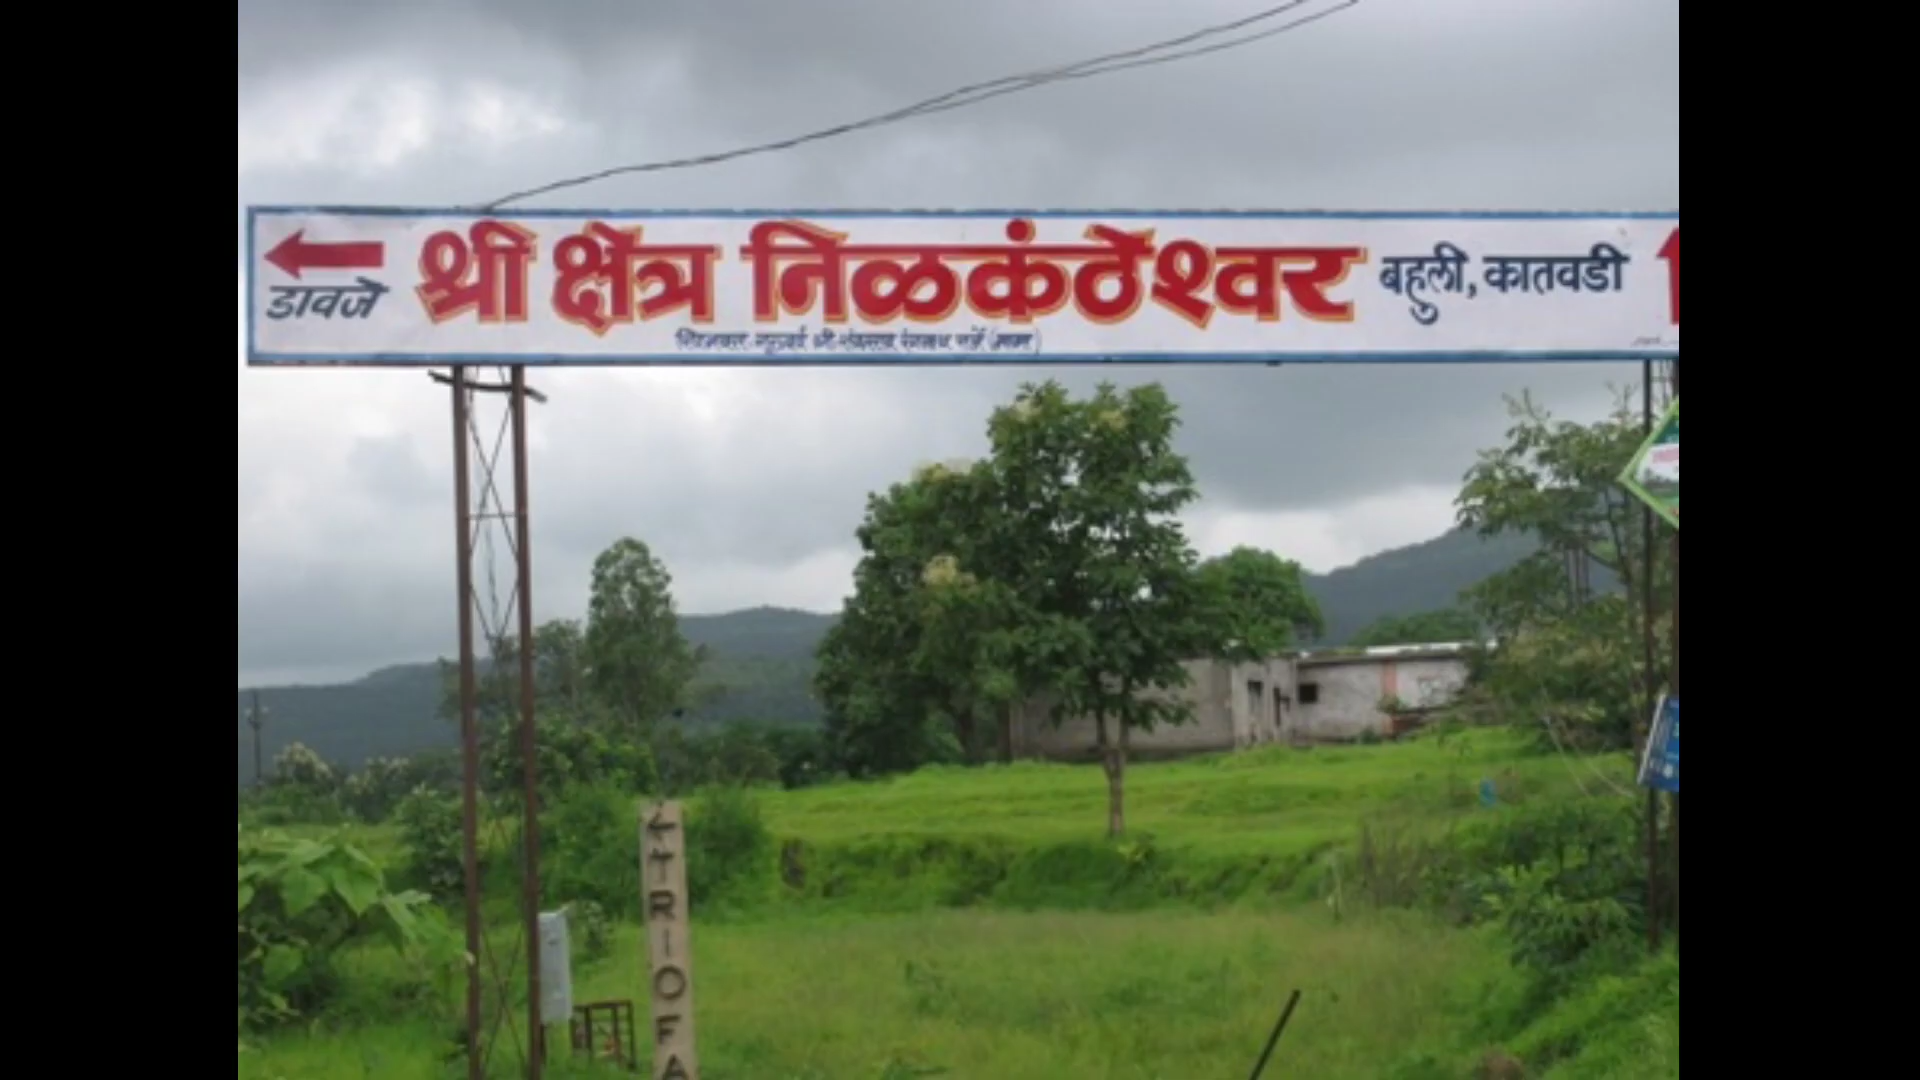 श्री क्षेत्र निळकंठेश्वर बहुली, कातवडी
डावजे
TRIOFA